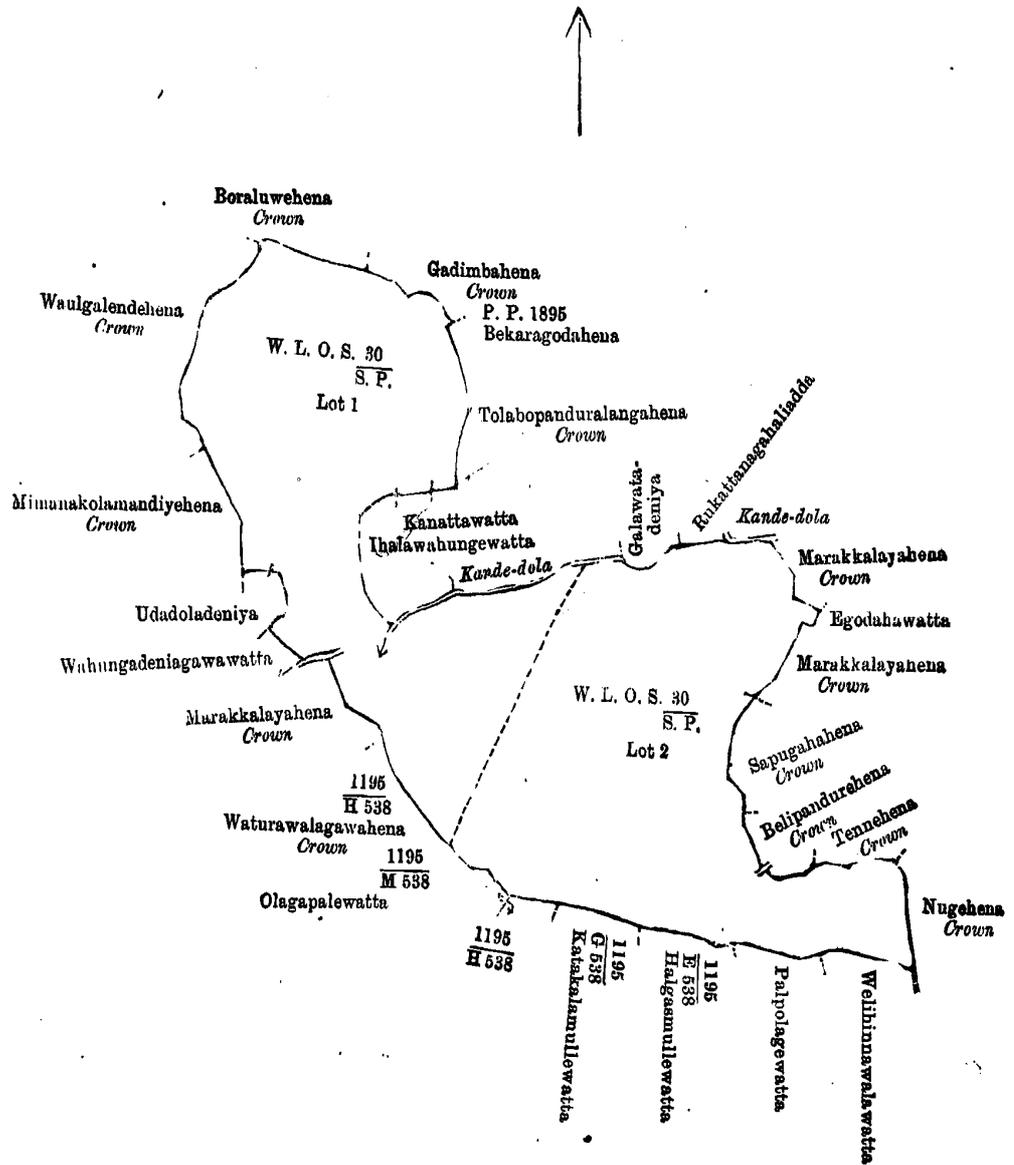 Boraluwehena
Crown
Gadimbahena
Crown
P. P. 1895
Bekaragodahena
Waulgalendehena
Crown
W. L. O. S. 30
S. P.
Lot 1
Tolabopanduralangahena
Crown
Mimanakolamandiyehena
Crown
Kanattawatta
Ihalawahungewatta
Kande-dola
Galawata-
deniya
Rukattanagahaliadda
Kande-dola
Marakkalayahena
Crown
Egodahawatta
Marakkalayahena
Crown
Udadoladeniya
Wahungadeniagawawatta
Marakkalayahena
Crown
W. L. O. S. 30
S. P.
Lot 2
Sapugahahena
Crown
Belipandurehena
Crown
Tennehena
Crown
1195
H 538
Waturawalagawahena
Crown
1195
M 538
Olagapalewatta
1195
H 538
1195
G 538
Katakalamullewatta
1195
E 538
Halgasmullewatta
Palpolagewatta
Welihinnawalawatta
Nugehena
Crown